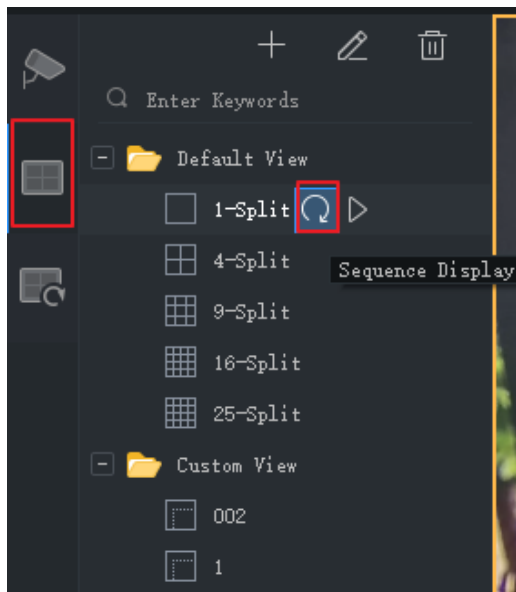 Enter Keywords
Default View
1-Split
4-Split
Sequence Display
9-Split
16-Split
25-Split
Custom View
002
1